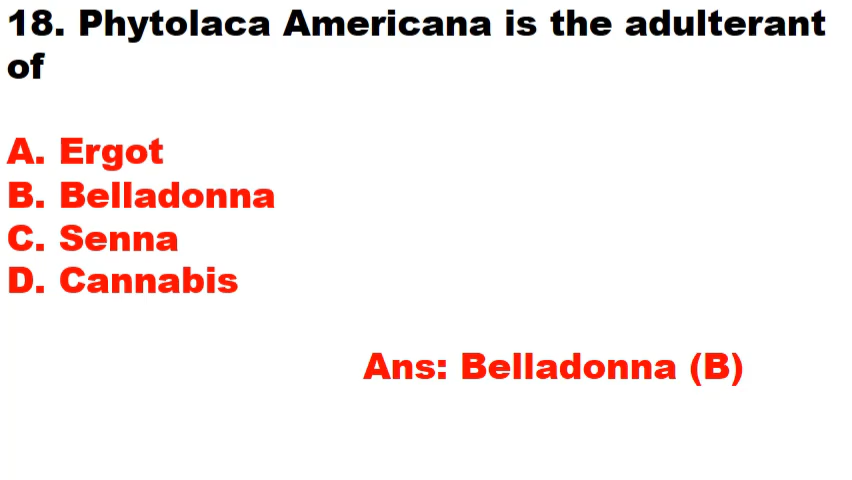 18. Phytolaca Americana is the adulterant
of
A. Ergot
B. Belladonna
C. Senna
D. Cannabis
Ans: Belladonna (B)